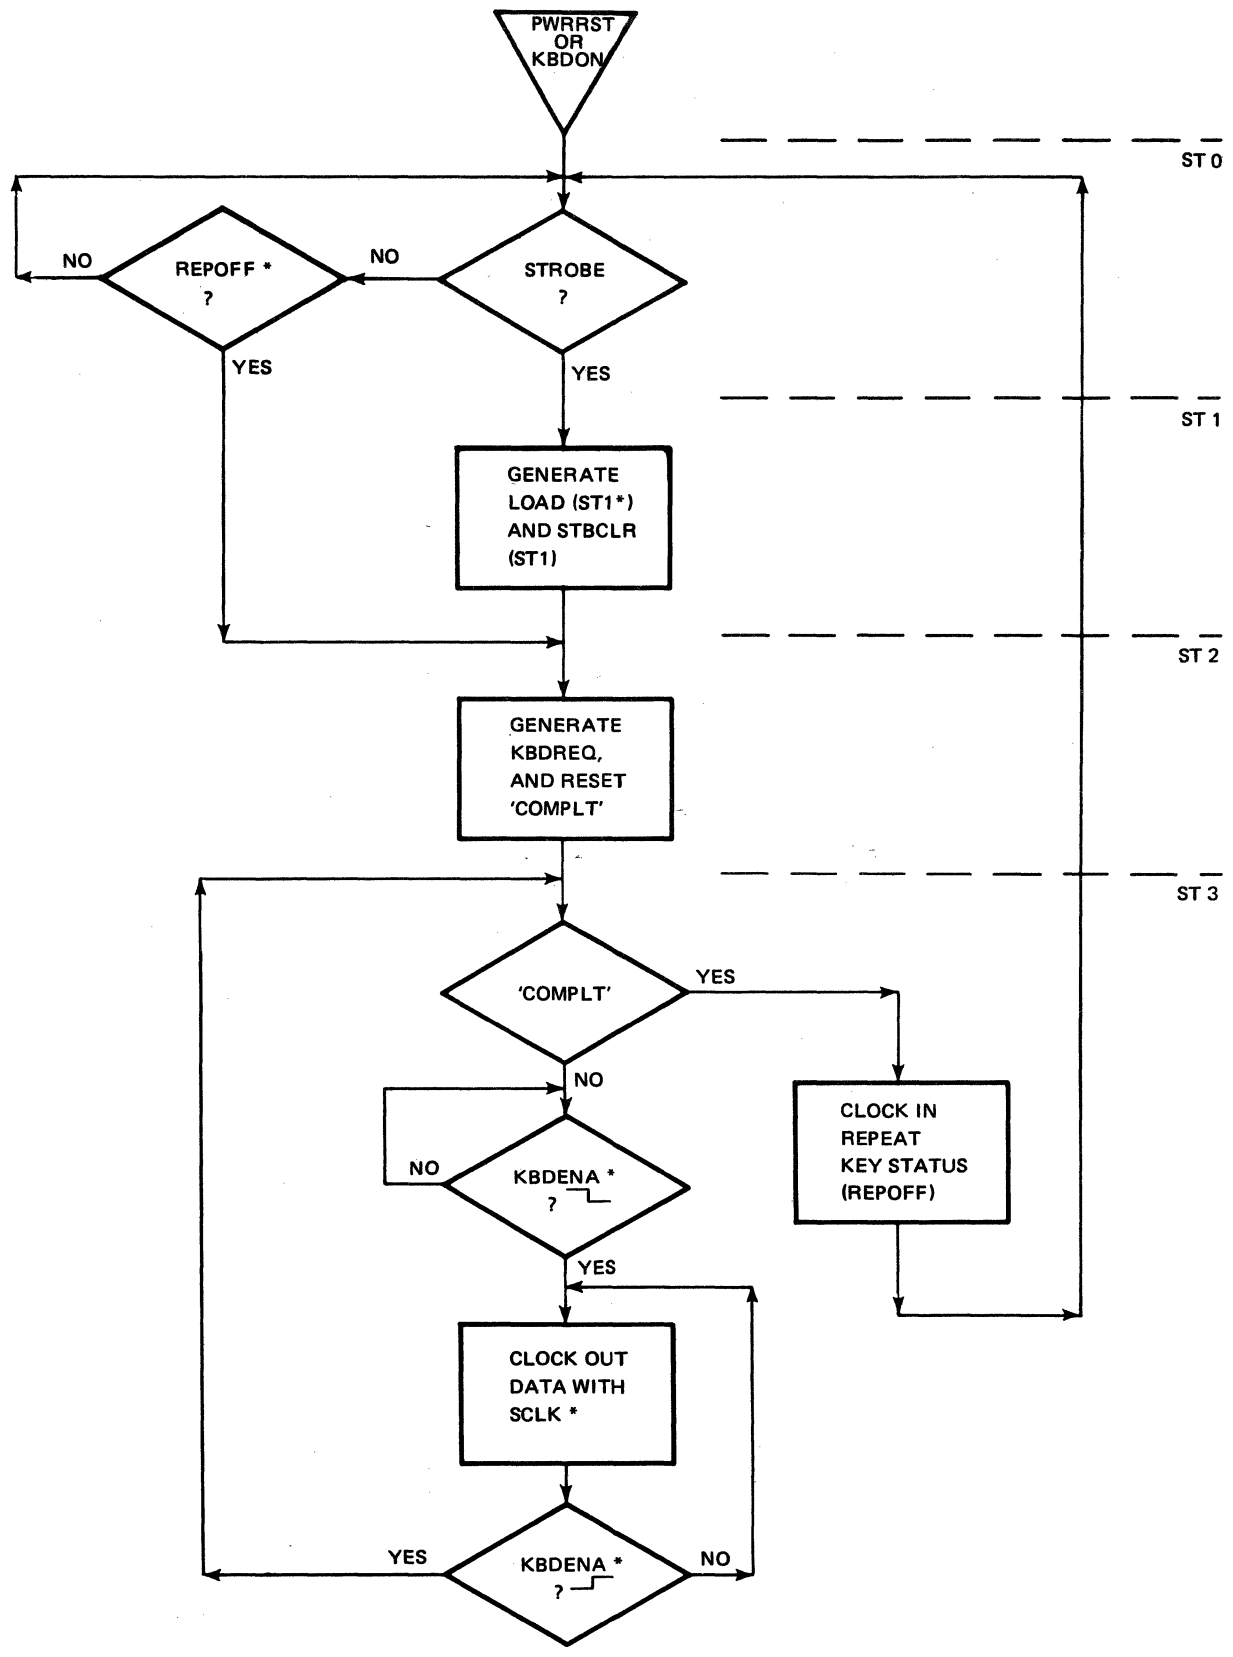 PWRRST
OR
KBDON
ST 0
NO
REPOFF *
?
NO
STROBE
?
YES
YES
ST 1
GENERATE
LOAD (ST1*)
AND STBCLR
(ST1)
ST 2
GENERATE
KBDREQ,
AND RESET
'COMPLT'
ST 3
'COMPLT'
YES
NO
CLOCK IN
REPEAT
KEY STATUS
(REPOFF)
NO
KBDENA *
?
YES
CLOCK OUT
DATA WITH
SCLK *
YES
KBDENA *
?
NO